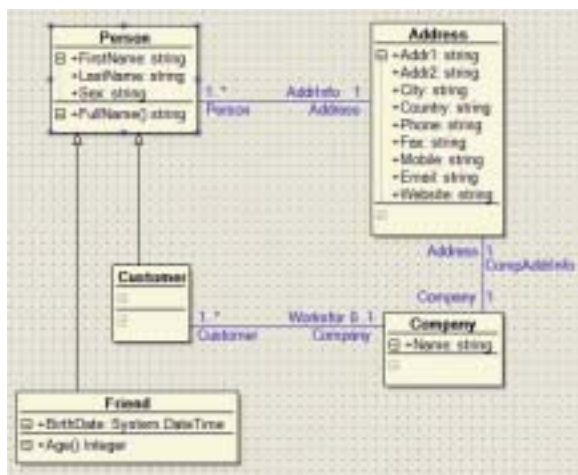 Person
+FirstName: string
+LastName: string
+Sex: string
+FullName() string
Address
+Addr1: string
+Addr2: string
+City: string
+Country: string
+Phone: string
+Fax: string
+Mobile: string
+Email: string
+Website: string
1..* AddrInfo 1
Person Address
Address 1
CompAddrInfo
Company 1
Customer
1..* Worksfor 0..1
Customer Company
Company
+Name: string
Friend
+BirthDate: System.DateTime
+Age() Integer